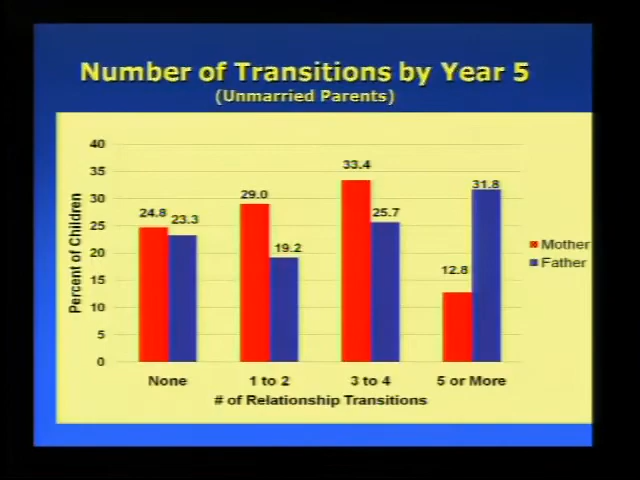 Number of Transitions by Year 5
(Unmarried Parents)
40
35
30
25
20
15
10
5
0
Percent of Children
24.8
23.3
29.0
19.2
33.4
25.7
12.8
31.8
Mother
Father
None
1 to 2
3 to 4
5 or More
# of Relationship Transitions